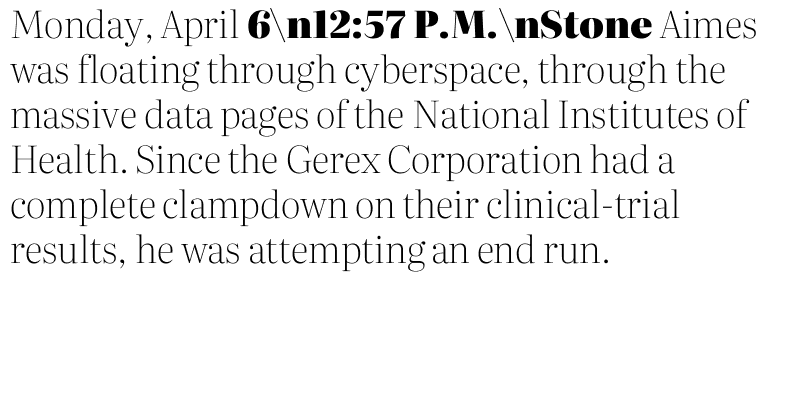 Monday, April 6\n12:57 P.M.\nStone Aimes
was floating through cyberspace, through the
massive data pages of the National Institutes of
Health. Since the Gerex Corporation had a
complete clampdown on their clinical-trial
results, he was attempting an end run.